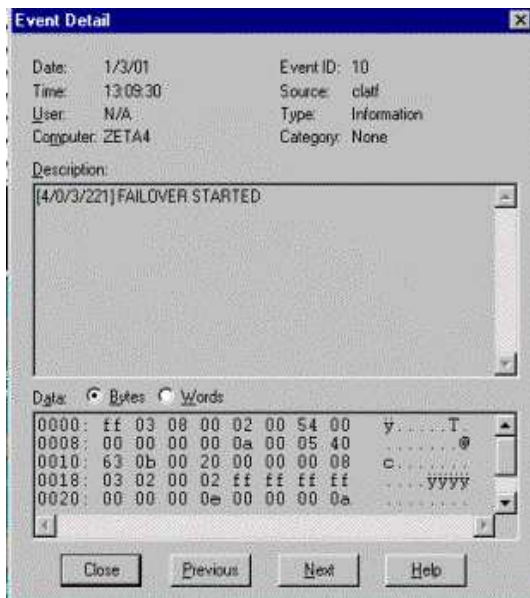 Event Detail
Date: 1/3/01 Event ID: 10
Time: 13:09:30 Source: clatf
User: N/A Type: Information
Computer: ZETA4 Category: None
Description:
[4/0/3/221] FAILOVER STARTED
Data: Bytes Words
0000: ff 03 08 00 02 00 54 00 ÿ.....T.
0008: 00 00 00 00 0a 00 05 40 .......@
0010: 63 0b 00 20 00 00 00 08 c.. ....
0018: 03 02 00 02 ff ff ff ff ....ÿÿÿÿ
0020: 00 00 00 0e 00 00 00 0a ........
Close Previous Next Help